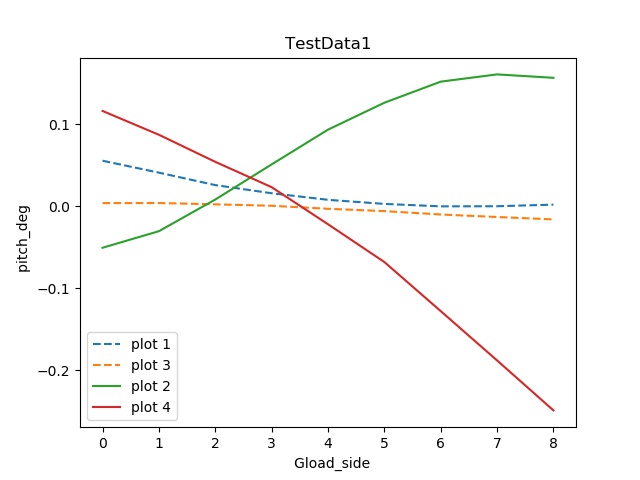 TestData1
pitch_deg
0.1
0.0
−0.1
−0.2
plot 1
plot 3
plot 2
plot 4
0 1 2 3 4 5 6 7 8
Gload_side